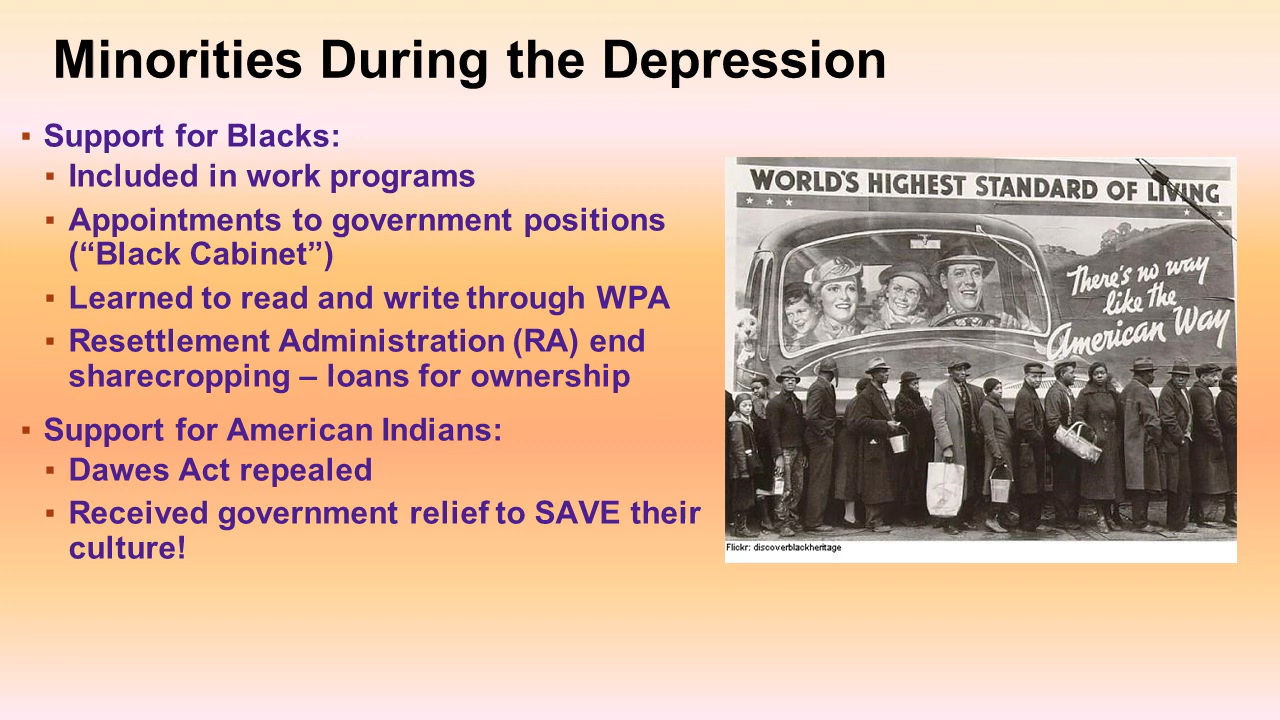 Minorities During the Depression
▪ Support for Blacks:
▪ Included in work programs
▪ Appointments to government positions
(“Black Cabinet”)
▪ Learned to read and write through WPA
▪ Resettlement Administration (RA) end
sharecropping – loans for ownership
▪ Support for American Indians:
▪ Dawes Act repealed
▪ Received government relief to SAVE their
culture!
WORLD'S HIGHEST STANDARD OF LIVING
There's no way
like the
American Way
Flickr: discoverblackheritage